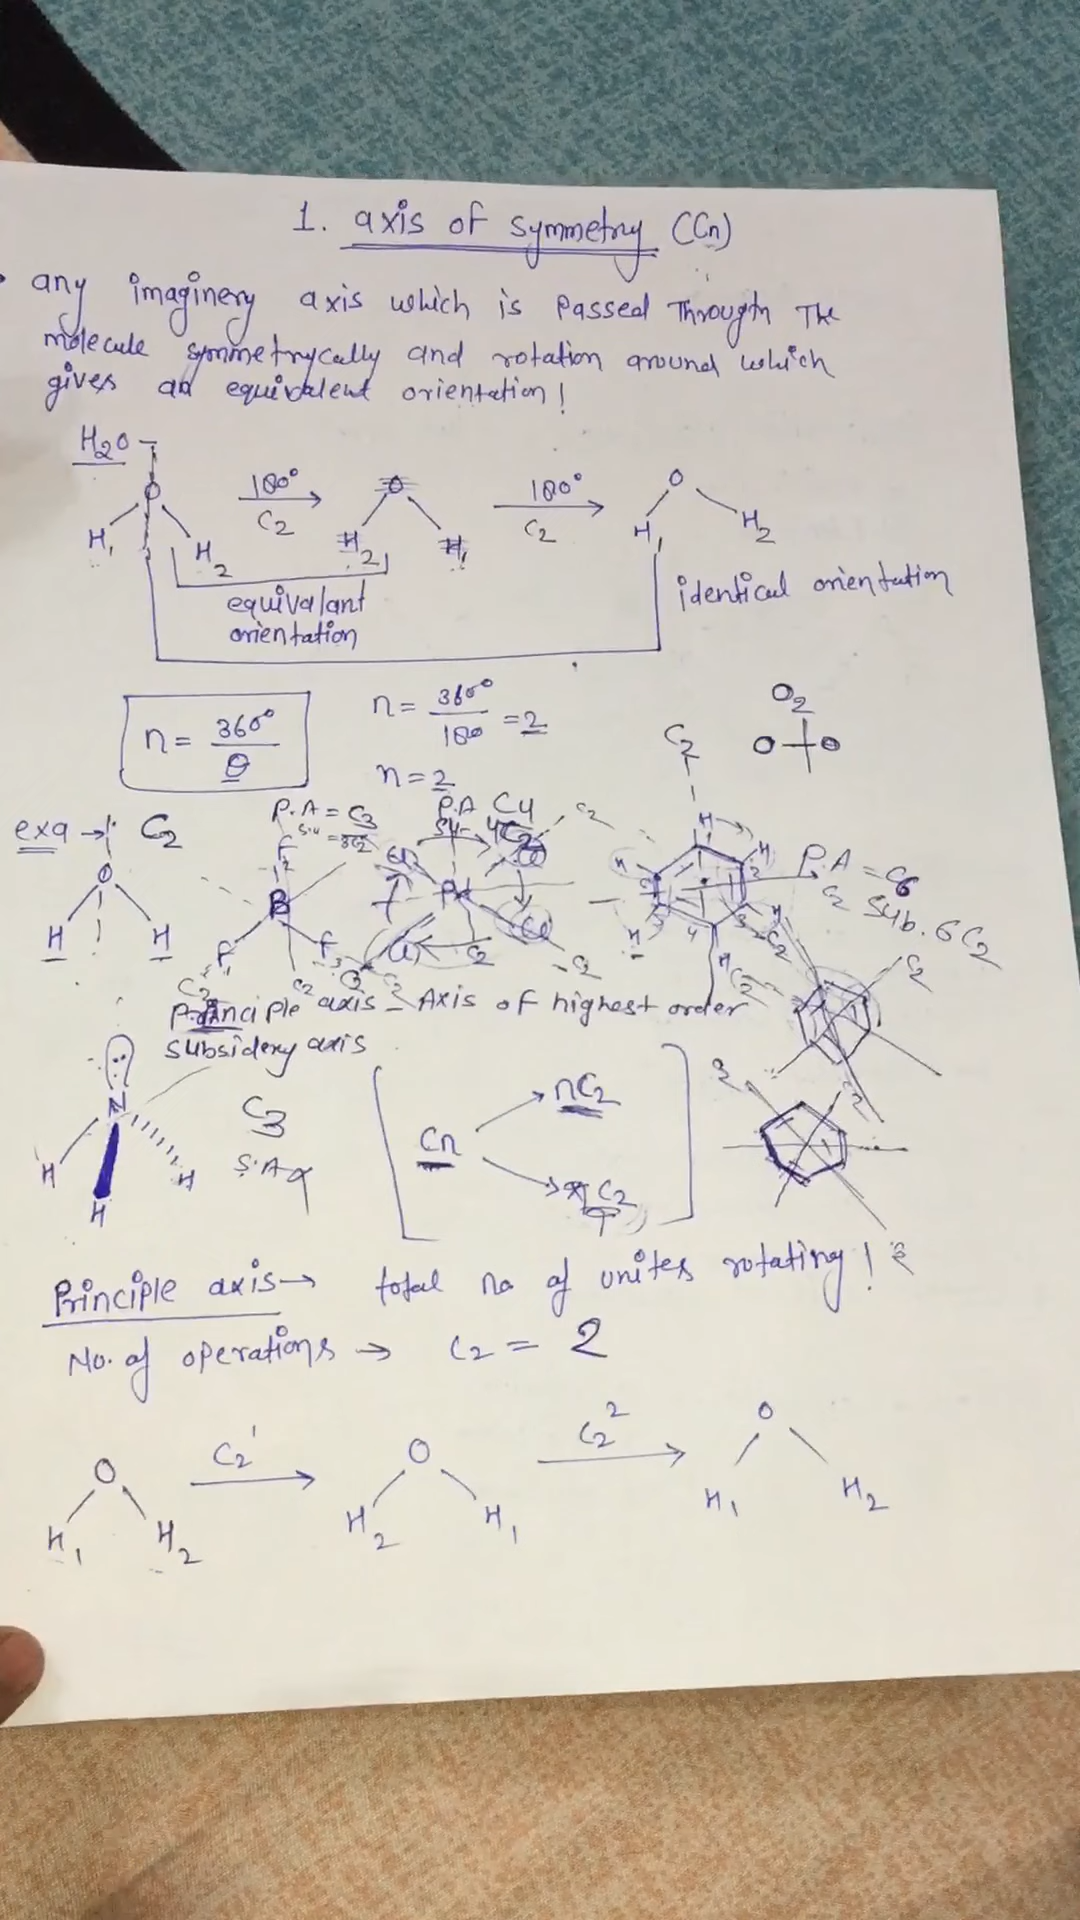 1. axis of symmetry (Cn)
any imaginery axis which is passed Through The
molecule symmetrycally and rotation around which
gives an equivalent orientation!
H2O
O H1 H2 180° C2 O H2 H1 180° C2 O H1 H2
equivalant
orientation
identical orientation
n = 360° / θ
n = 360° / 180 = 2
n = 2
O2
O O
C2
exa → C2
O H H
P.A = C3
B F F F
P.A C4
P.A = C6
Sub. 6C2
Principle axis - Axis of highest order
subsidery axis
N H H H
C3
S.A
Cn nC2
C2
Principle axis → total no of unites rotating!
No. of operations → C2 = 2
O H1 H2 C2^1 O H2 H1 C2^2 O H1 H2